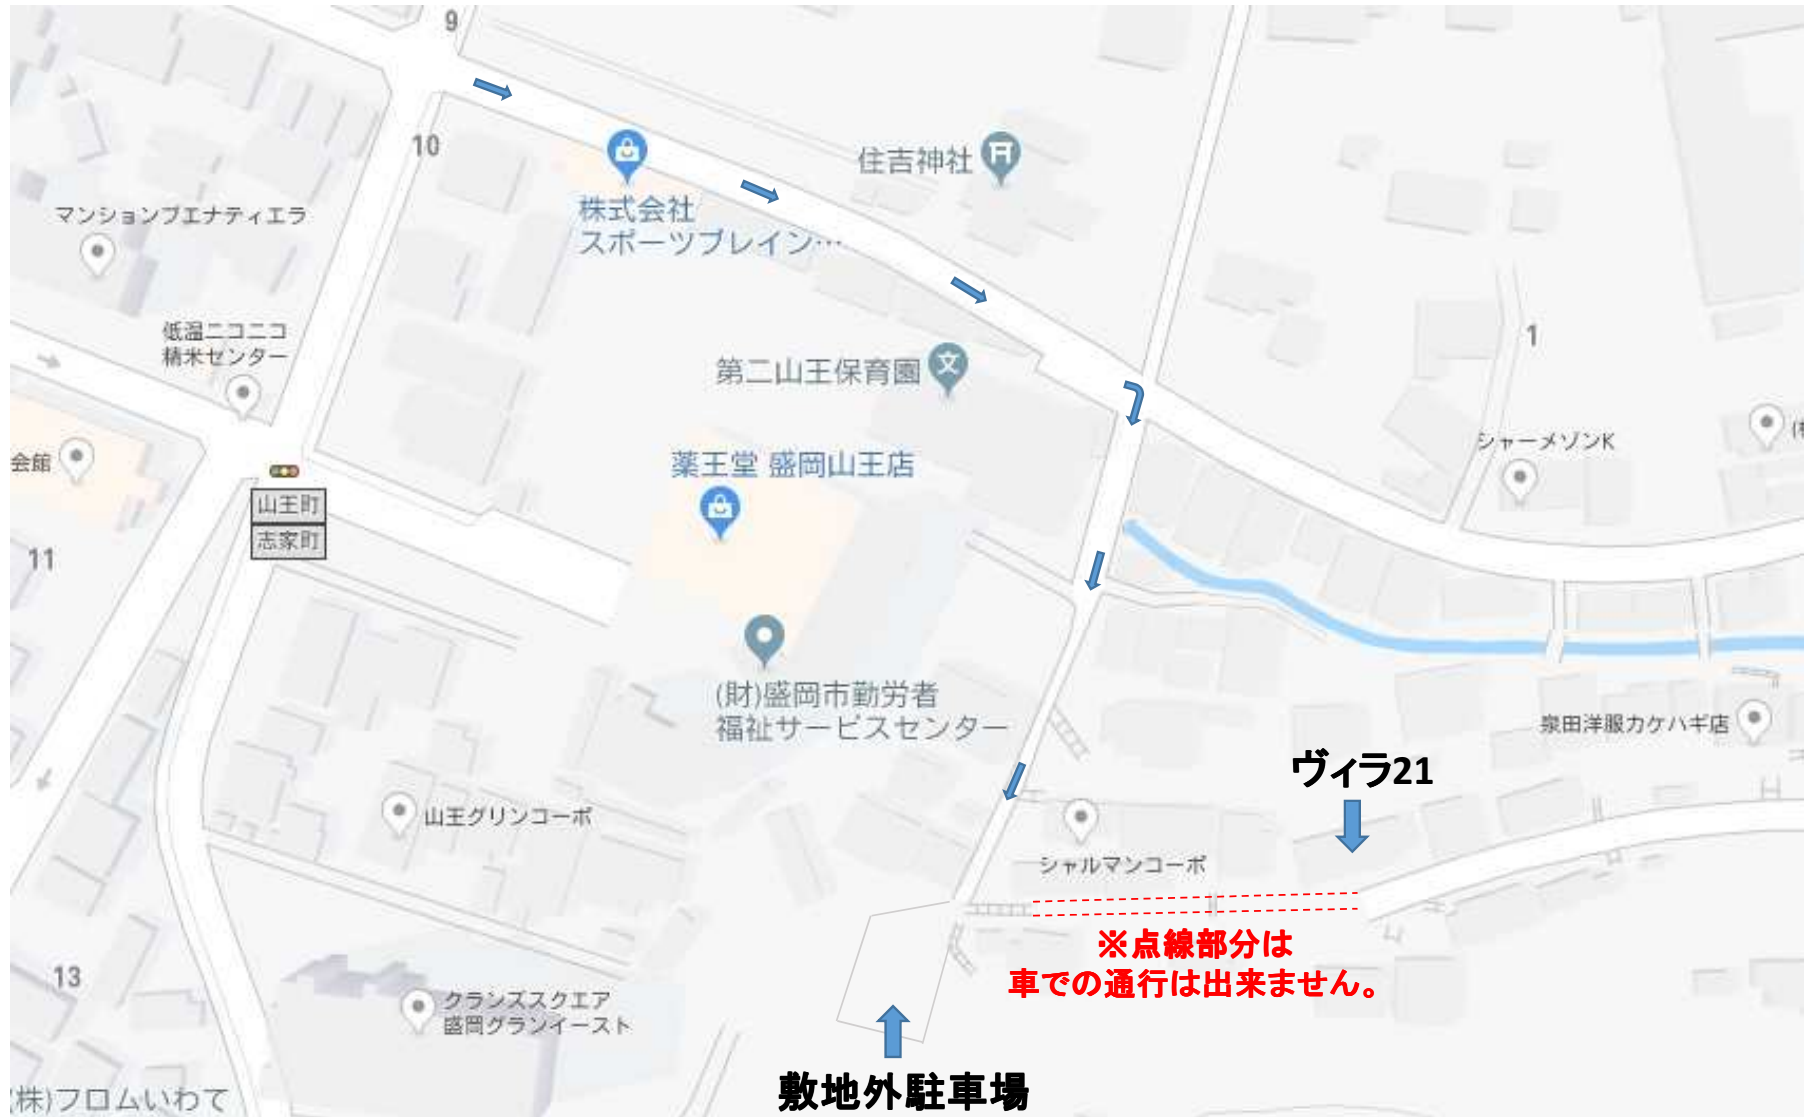 9
10
住吉神社
株式会社
スポーツブレイン…
マンションブエナティエラ
低温ニコニコ
精米センター
1
第二山王保育園
会館
シャーメゾンK
薬王堂 盛岡山王店
山王町
志家町
11
(財)盛岡市勤労者
福祉サービスセンター
泉田洋服カケハギ店
ヴィラ21
山王グリンコーポ
シャルマンコーポ
※点線部分は
車での通行は出来ません。
13
クランズスクエア
盛岡グランイースト
敷地外駐車場
(株)フロムいわて